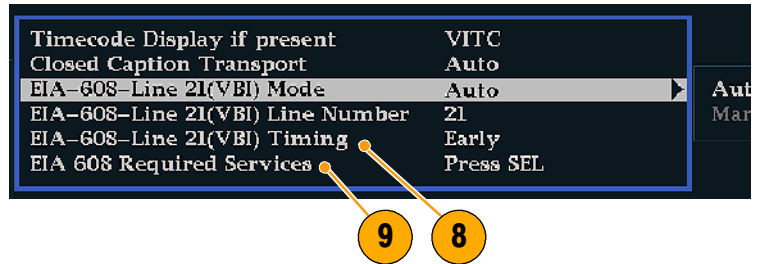 Timecode Display if present VITC
Closed Caption Transport Auto
EIA-608-Line 21(VBI) Mode Auto
EIA-608-Line 21(VBI) Line Number 21
EIA-608-Line 21(VBI) Timing Early
EIA 608 Required Services Press SEL
Aut
Mar
9 8